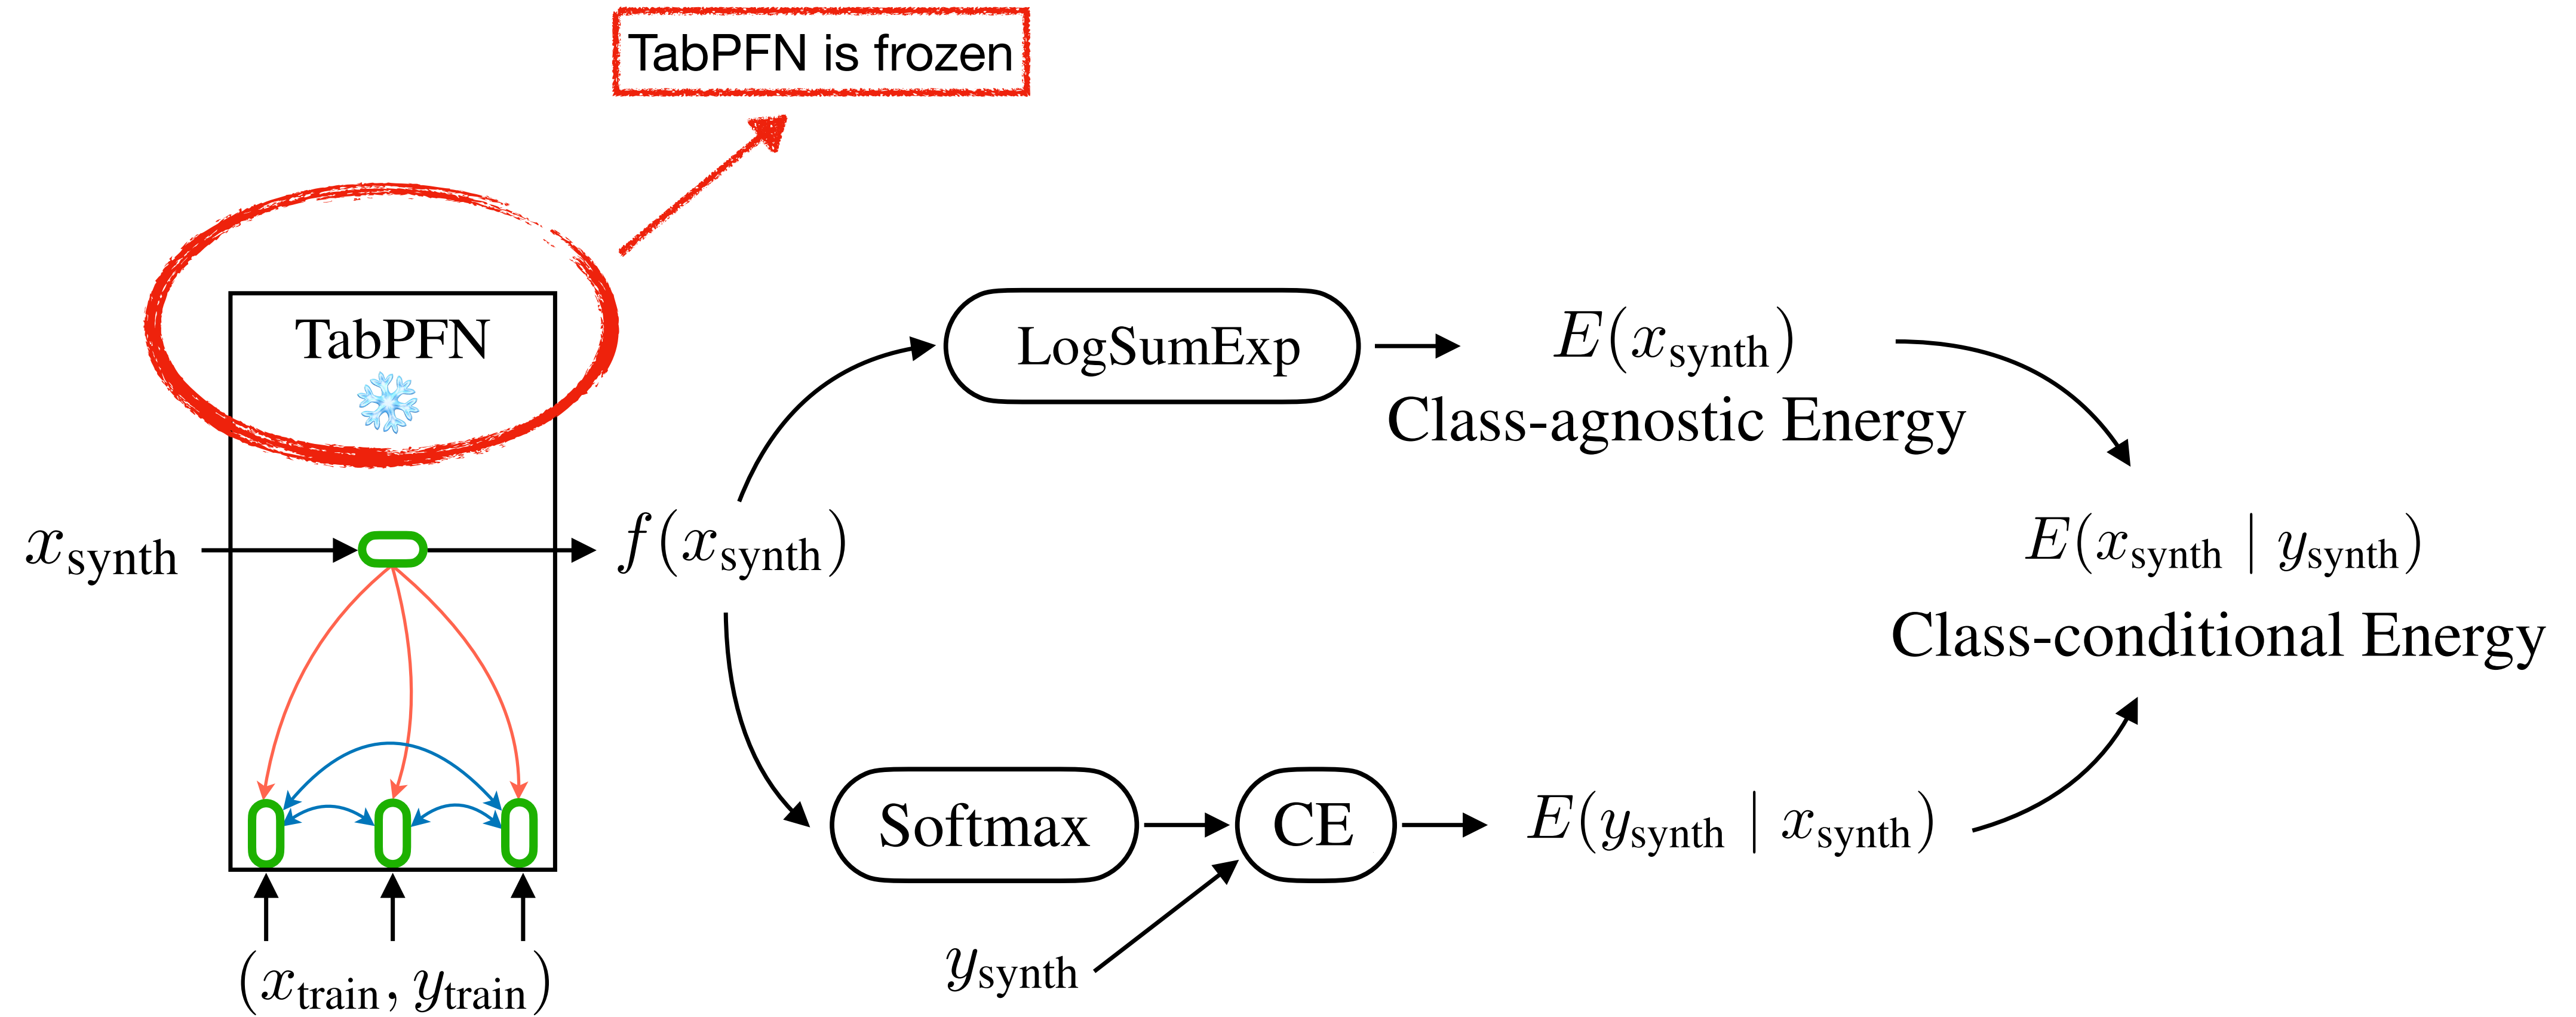 TabPFN is frozen
TabPFN
LogSumExp
E(x_synth)
Class-agnostic Energy
x_synth
f(x_synth)
E(x_synth | y_synth)
Class-conditional Energy
Softmax
CE
E(y_synth | x_synth)
y_synth
(x_train, y_train)